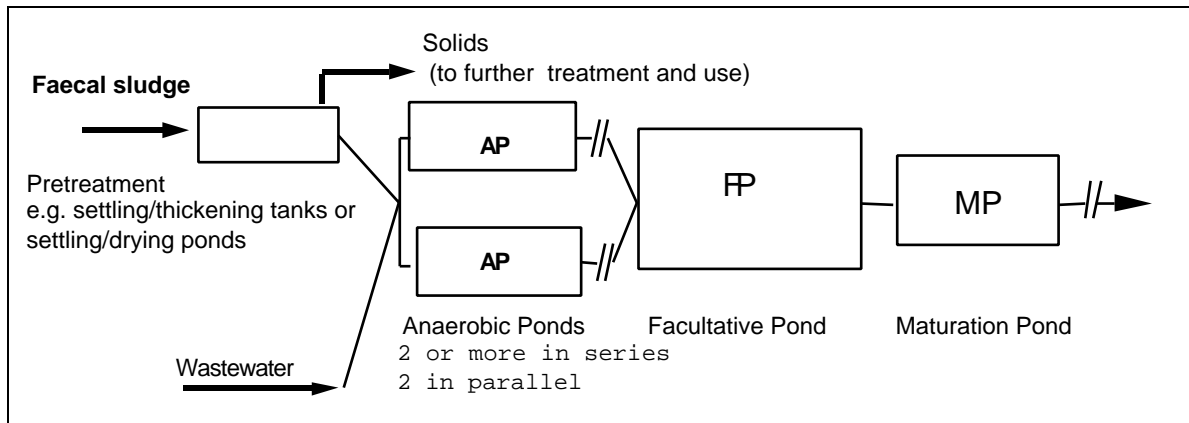 Solids
(to further treatment and use)
Faecal sludge
Pretreatment
e.g. settling/thickening tanks or
settling/drying ponds
AP
AP
FP
MP
Anaerobic Ponds
2 or more in series
2 in parallel
Facultative Pond
Maturation Pond
Wastewater